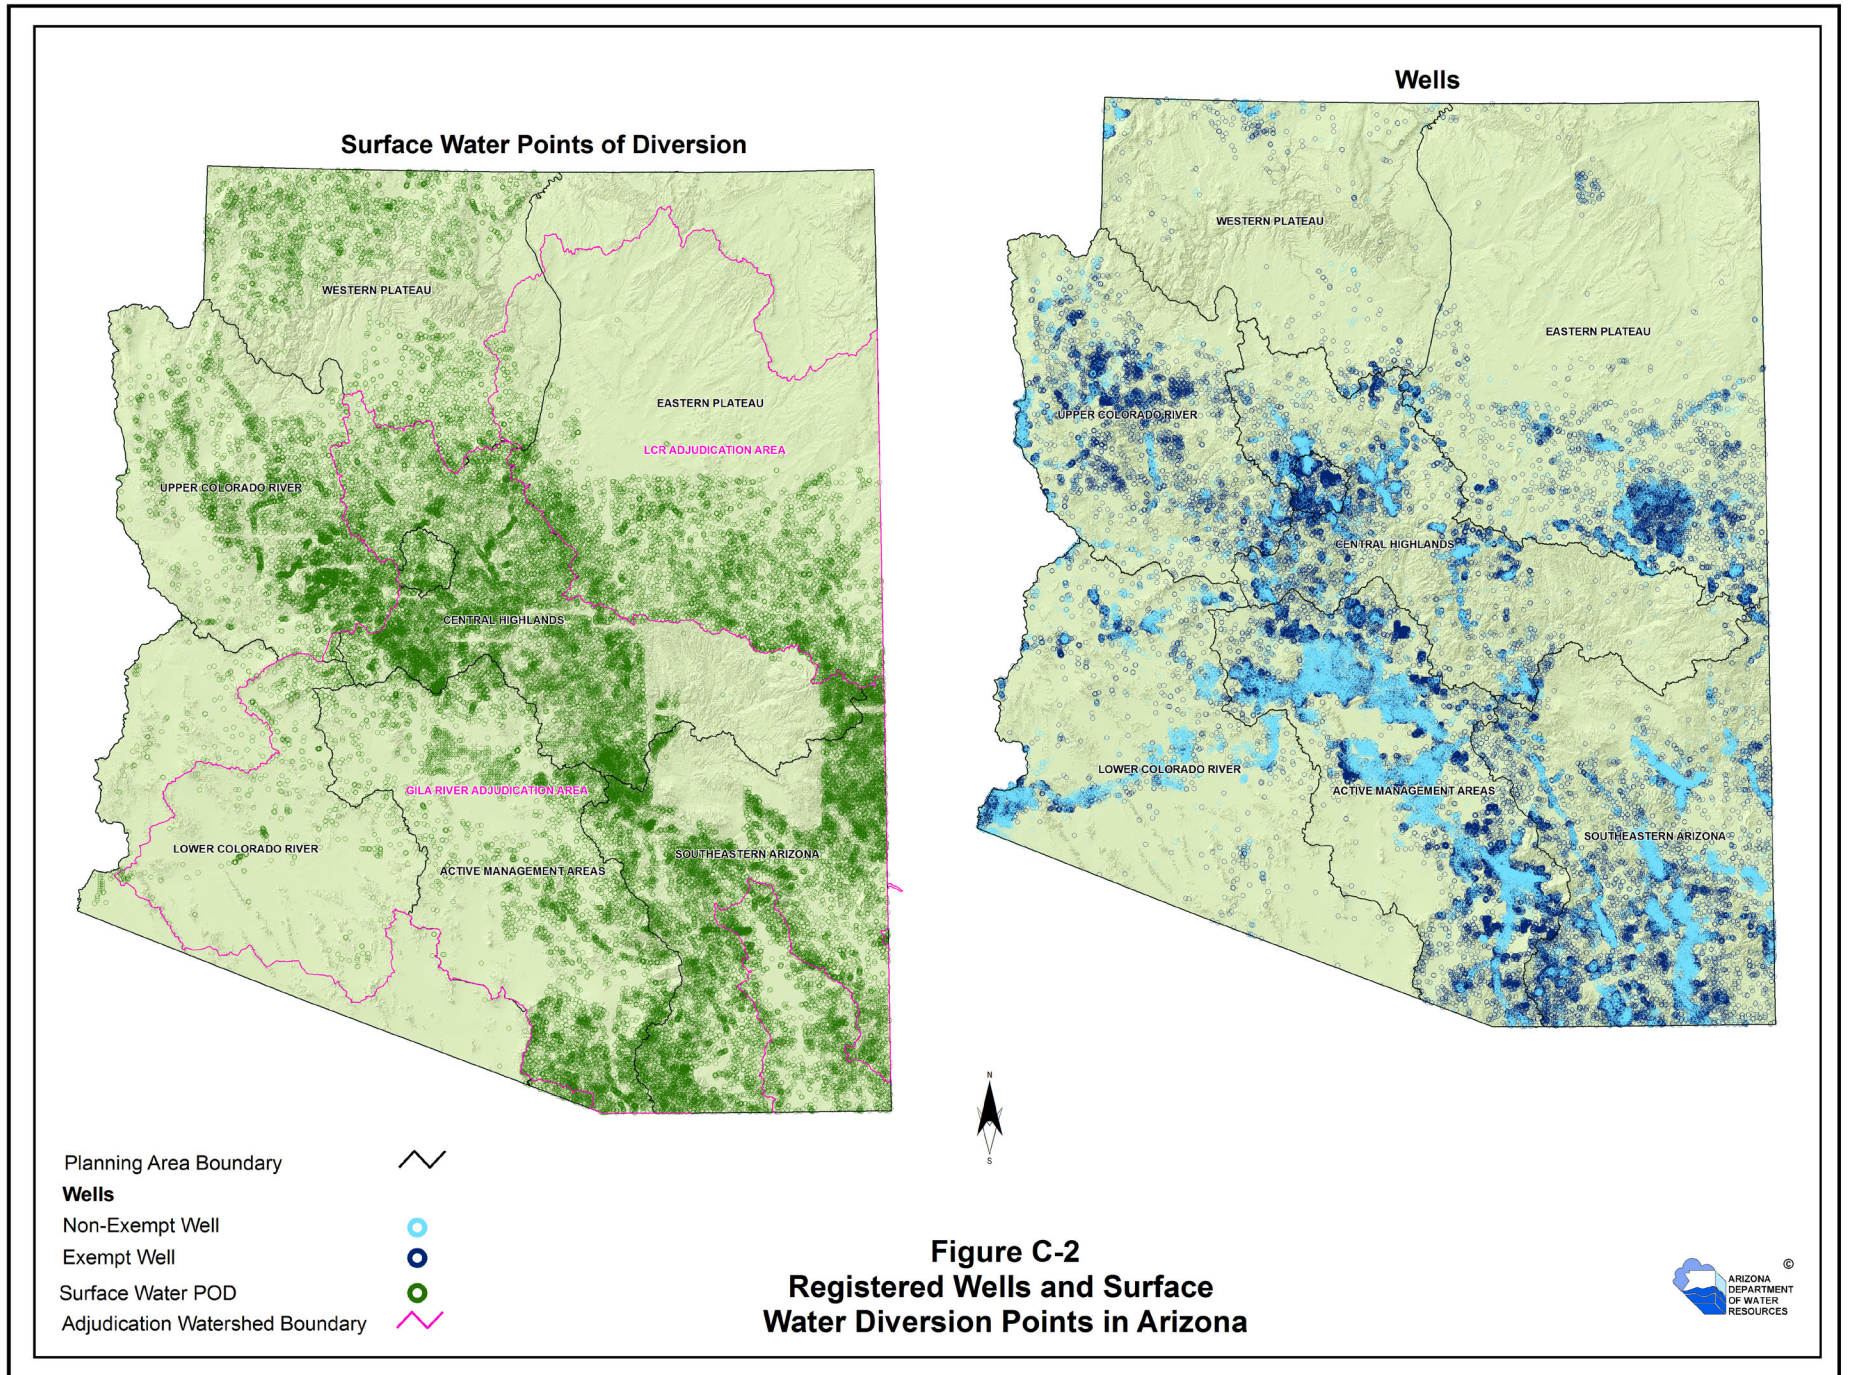 Surface Water Points of Diversion
WESTERN PLATEAU
EASTERN PLATEAU
LCR ADJUDICATION AREA
UPPER COLORADO RIVER
CENTRAL HIGHLANDS
GILA RIVER ADJUDICATION AREA
LOWER COLORADO RIVER
SOUTHEASTERN ARIZONA
ACTIVE MANAGEMENT AREAS
Wells
WESTERN PLATEAU
EASTERN PLATEAU
UPPER COLORADO RIVER
CENTRAL HIGHLANDS
LOWER COLORADO RIVER
ACTIVE MANAGEMENT AREAS
SOUTHEASTERN ARIZONA
N
S
Planning Area Boundary
Wells
Non-Exempt Well
Exempt Well
Surface Water POD
Adjudication Watershed Boundary
Figure C-2
Registered Wells and Surface
Water Diversion Points in Arizona
©
ARIZONA
DEPARTMENT
OF WATER
RESOURCES